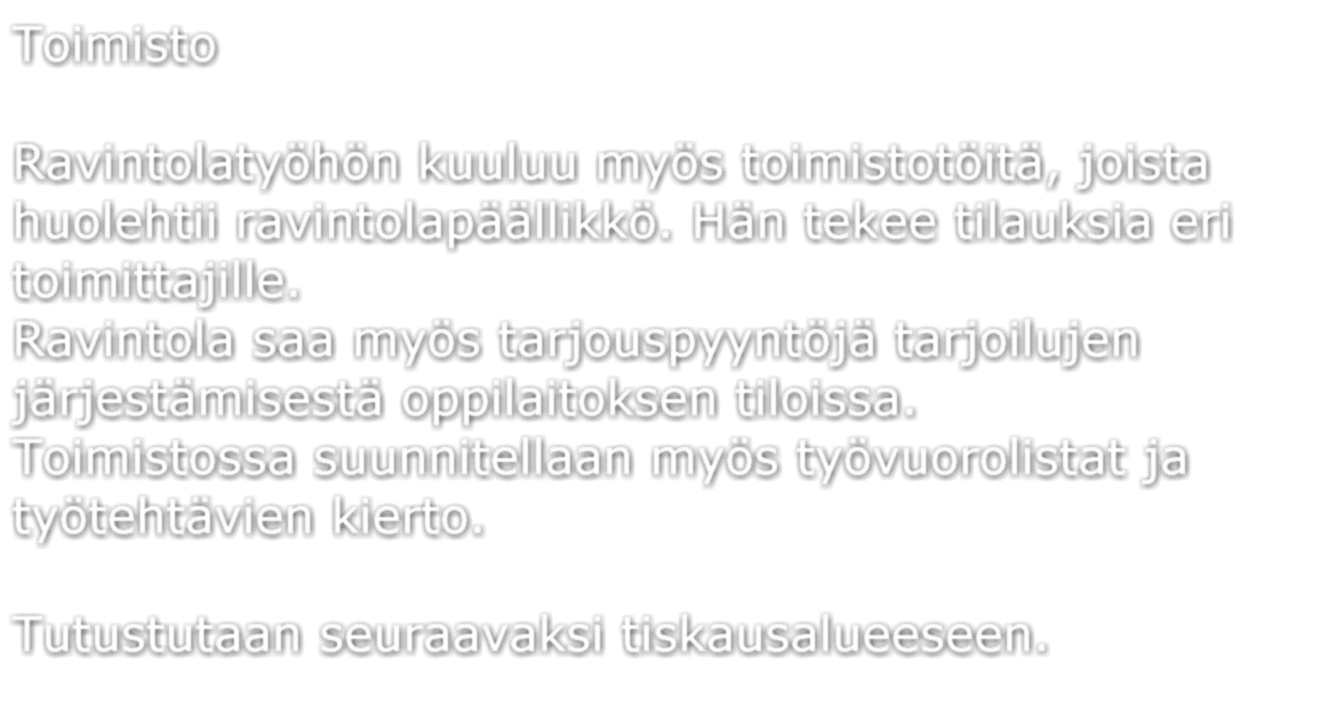 Toimisto
Ravintolatyöhön kuuluu myös toimistotöitä, joista
huolehtii ravintolapäällikkö. Hän tekee tilauksia eri
toimittajille.
Ravintola saa myös tarjouspyyntöjä tarjoilujen
järjestämisestä oppilaitoksen tiloissa.
Toimistossa suunnitellaan myös työvuorolistat ja
työtehtävien kierto.
Tutustutaan seuraavaksi tiskausalueeseen.